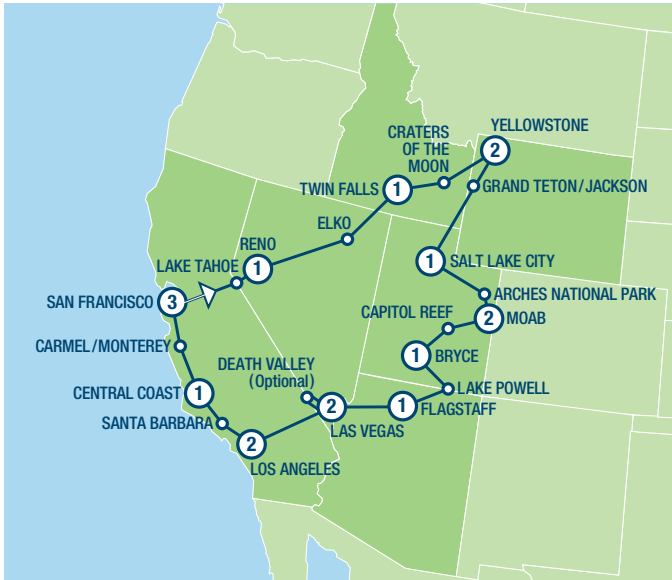 YELLOWSTONE
2
CRATERS
OF THE
MOON
TWIN FALLS
1
GRAND TETON/JACKSON
ELKO
RENO
1
LAKE TAHOE
1
SALT LAKE CITY
SAN FRANCISCO
3
ARCHES NATIONAL PARK
CAPITOL REEF
2
MOAB
CARMEL/MONTEREY
1
BRYCE
DEATH VALLEY
(Optional)
CENTRAL COAST
1
LAKE POWELL
2
LAS VEGAS
1
FLAGSTAFF
SANTA BARBARA
2
LOS ANGELES